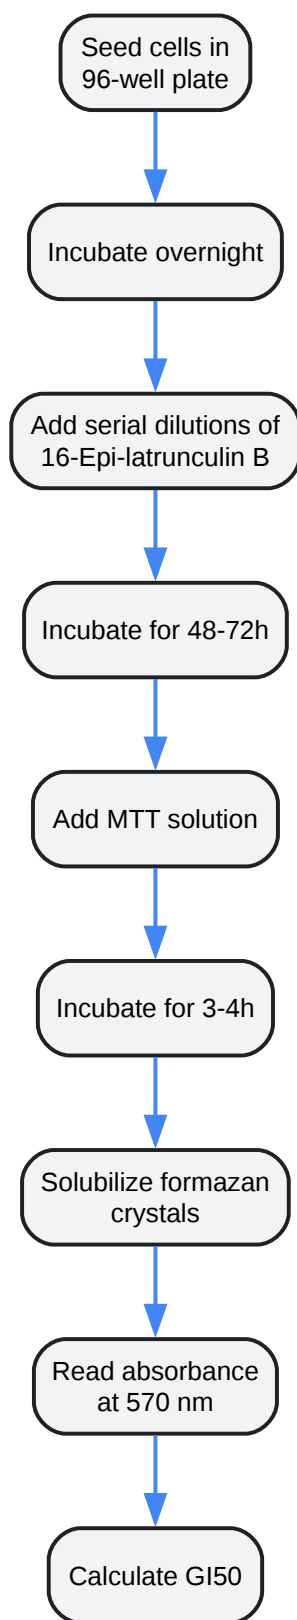 Seed cells in
96-well plate
Incubate overnight
Add serial dilutions of
16-Epi-latrunculin B
Incubate for 48-72h
Add MTT solution
Incubate for 3-4h
Solubilize formazan
crystals
Read absorbance
at 570 nm
Calculate GI50